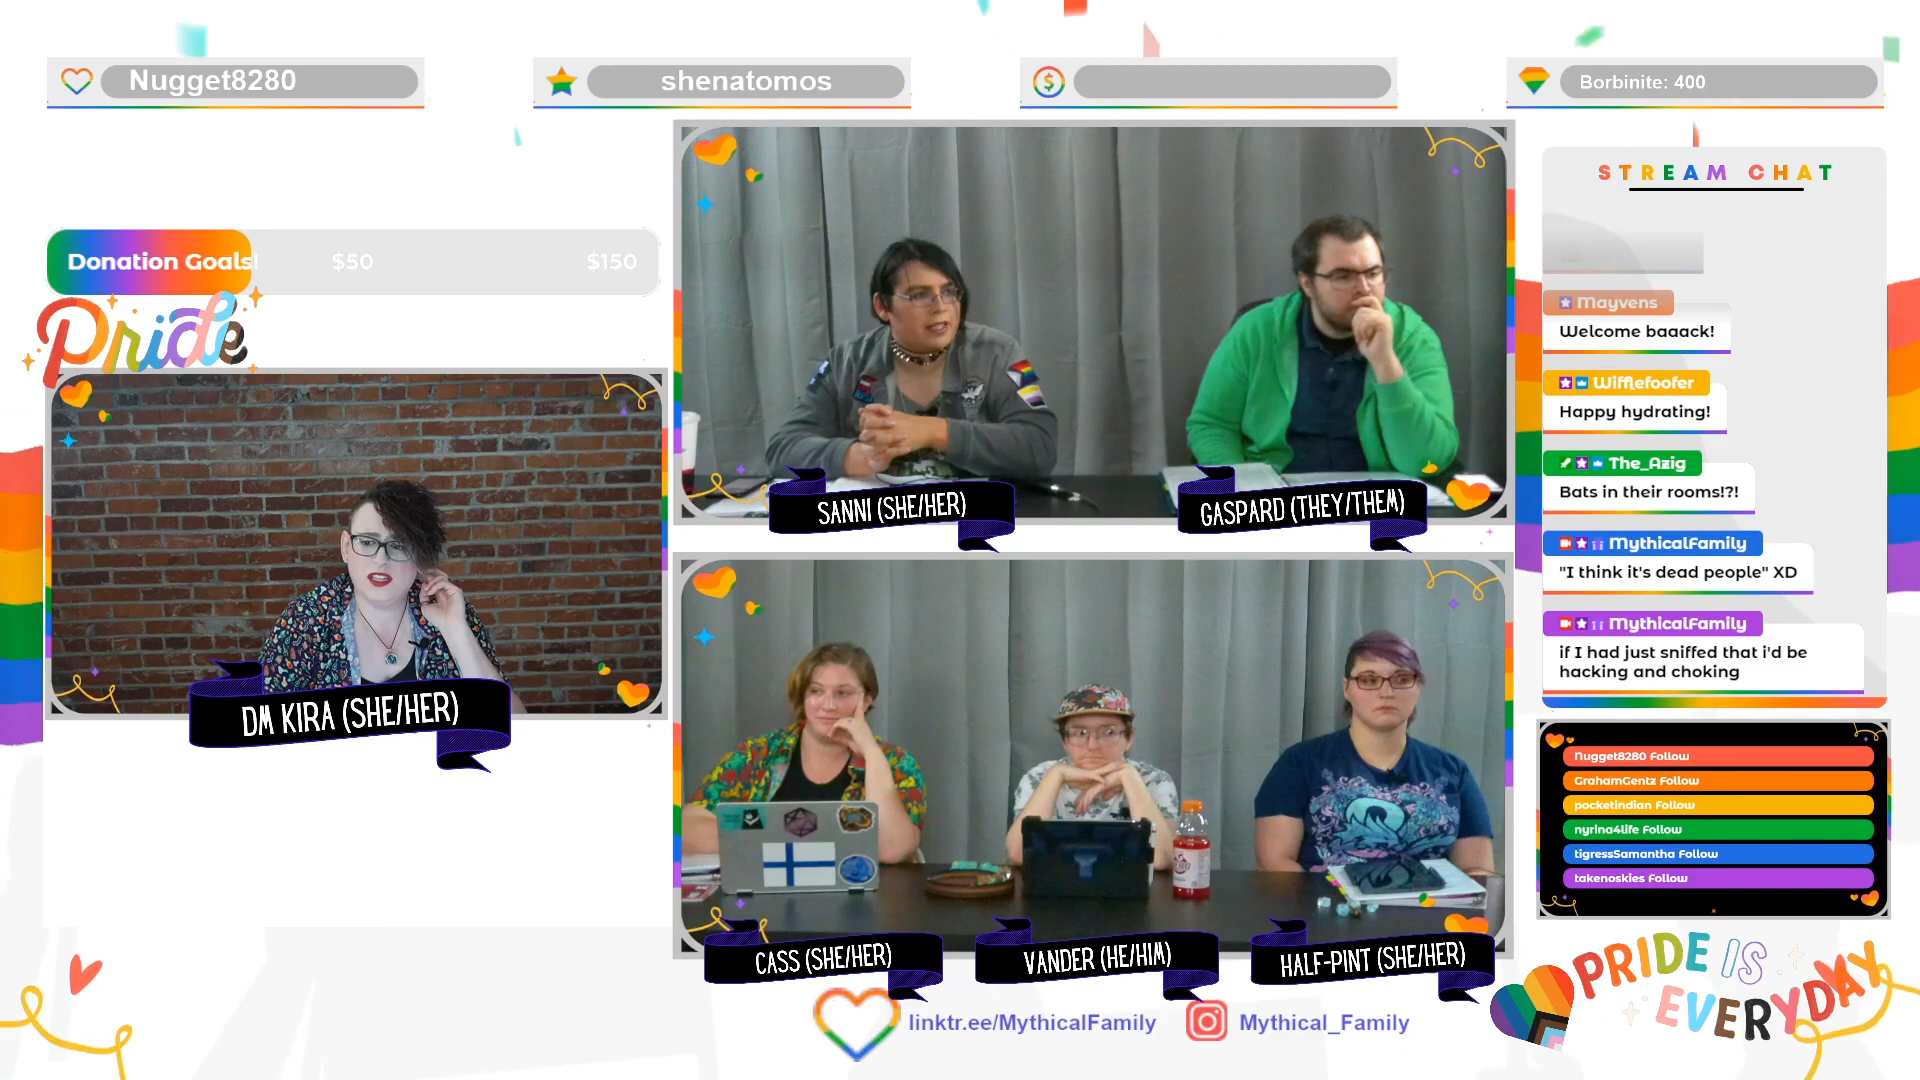 Nugget8280
shenatomos
Borbinite: 400
Donation Goals!
$50
$150
Pride
STREAM CHAT
Mayvens
Welcome baaack!
Wifflefoofer
Happy hydrating!
The_Azig
Bats in their rooms!?!
MythicalFamily
"I think it's dead people" XD
MythicalFamily
if I had just sniffed that i'd be
hacking and choking
SANNI (SHE/HER)
GASPARD (THEY/THEM)
DM KIRA (SHE/HER)
CASS (SHE/HER)
VANDER (HE/HIM)
HALF-PINT (SHE/HER)
Nugget8280 Follow
GrahamGentz Follow
pocketindian Follow
nyrina4life Follow
tigressSamantha Follow
takenoskies Follow
PRIDE IS
EVERYDAY
linktr.ee/MythicalFamily
Mythical_Family